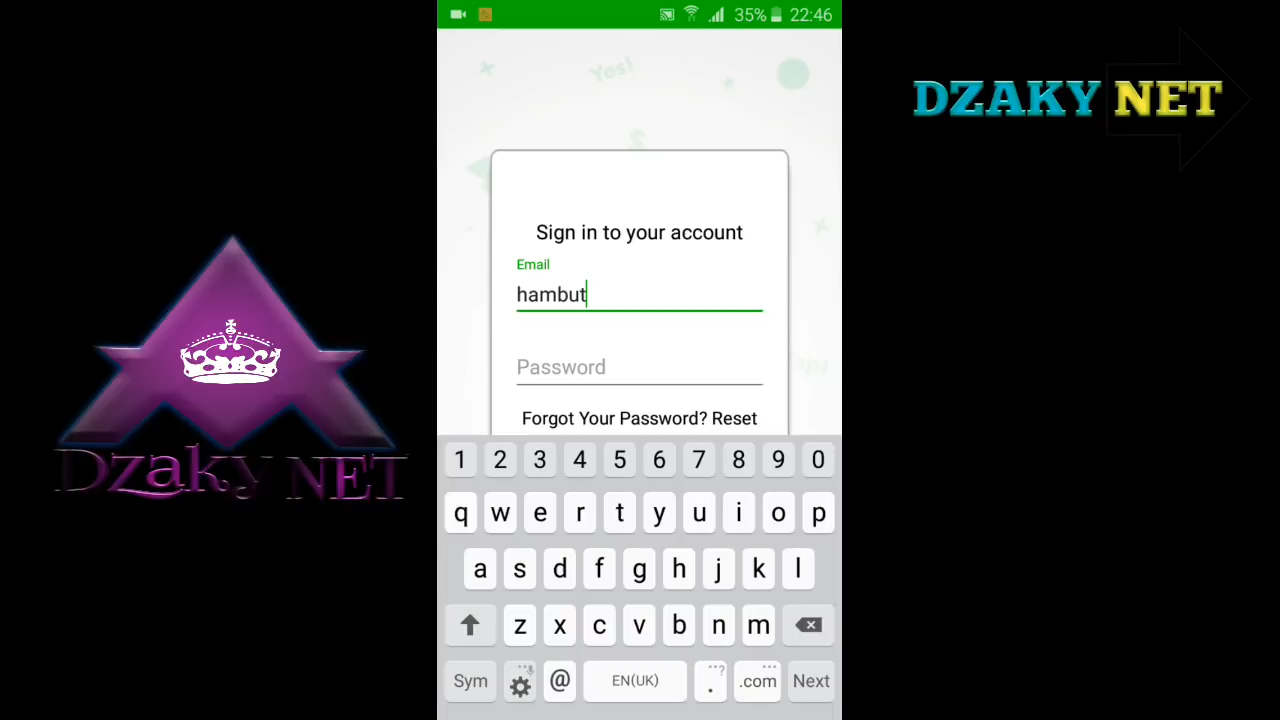 35% 22:46
Yes!
DZAKY NET
Sign in to your account
Email
hambut
Password
Forgot Your Password? Reset
Dzaky NET
1 2 3 4 5 6 7 8 9 0
q w e r t y u i o p
a s d f g h j k l
z x c v b n m
Sym @ EN(UK) . .com Next